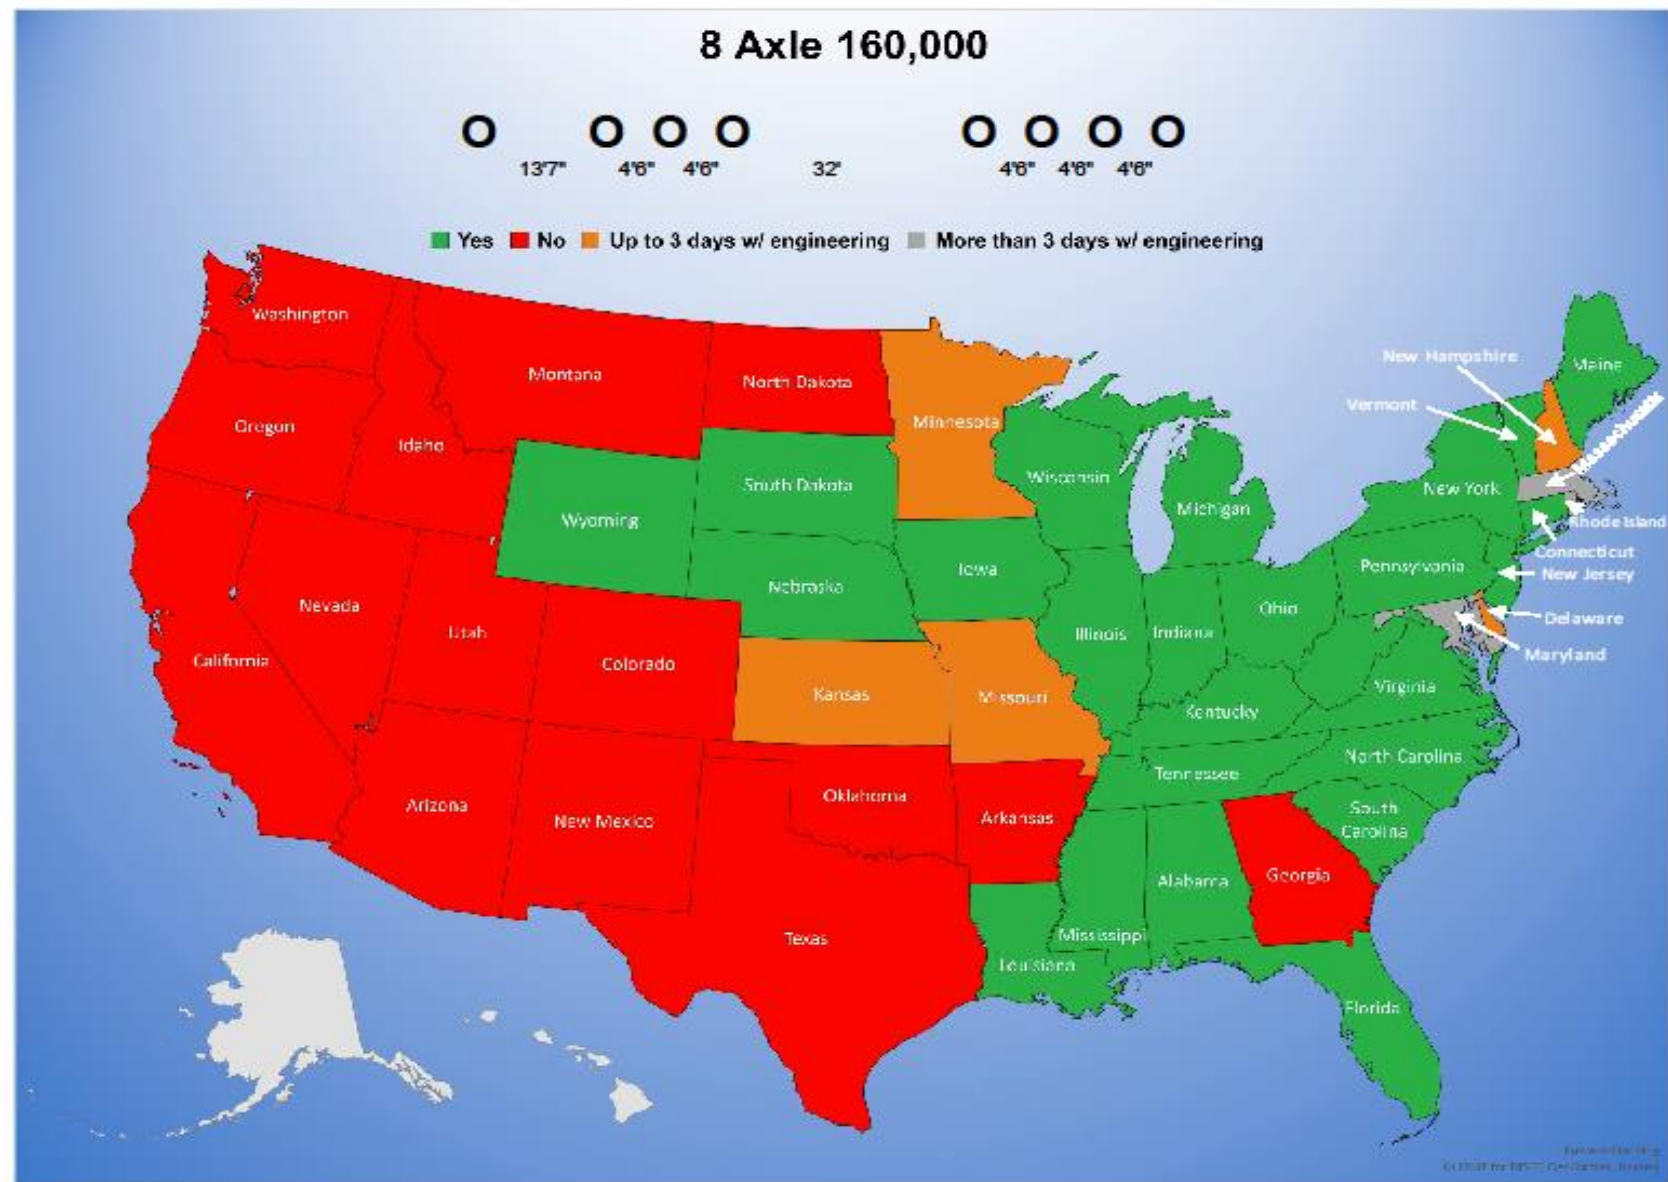 8 Axle 160,000
O O O O O O O O
13'7" 4'6" 4'6" 32' 4'6" 4'6" 4'6"
Yes No Up to 3 days w/ engineering More than 3 days w/ engineering
Washington
Montana
North Dakota
Minnesota
Oregon
Idaho
Wyoming
South Dakota
Wisconsin
Michigan
New Hampshire
Maine
Vermont
Massachusetts
New York
Rhode Island
Connecticut
New Jersey
Pennsylvania
Delaware
Maryland
Nevada
Utah
California
Colorado
Nebraska
Iowa
Illinois
Indiana
Ohio
Kansas
Missouri
Kentucky
Virginia
Tennessee
North Carolina
South
Carolina
Arizona
New Mexico
Oklahoma
Arkansas
Texas
Louisiana
Mississippi
Alabama
Georgia
Florida